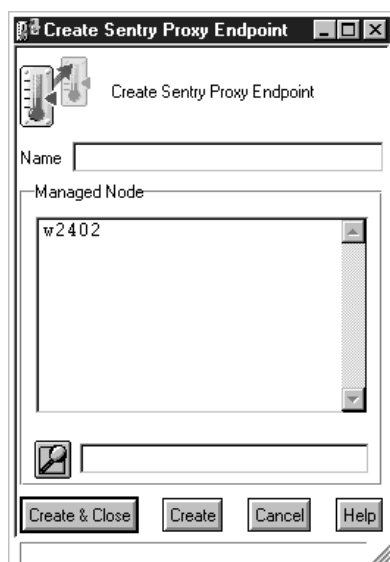 Create Sentry Proxy Endpoint
Create Sentry Proxy Endpoint
Name
Managed Node
w2402
Create & Close Create Cancel Help